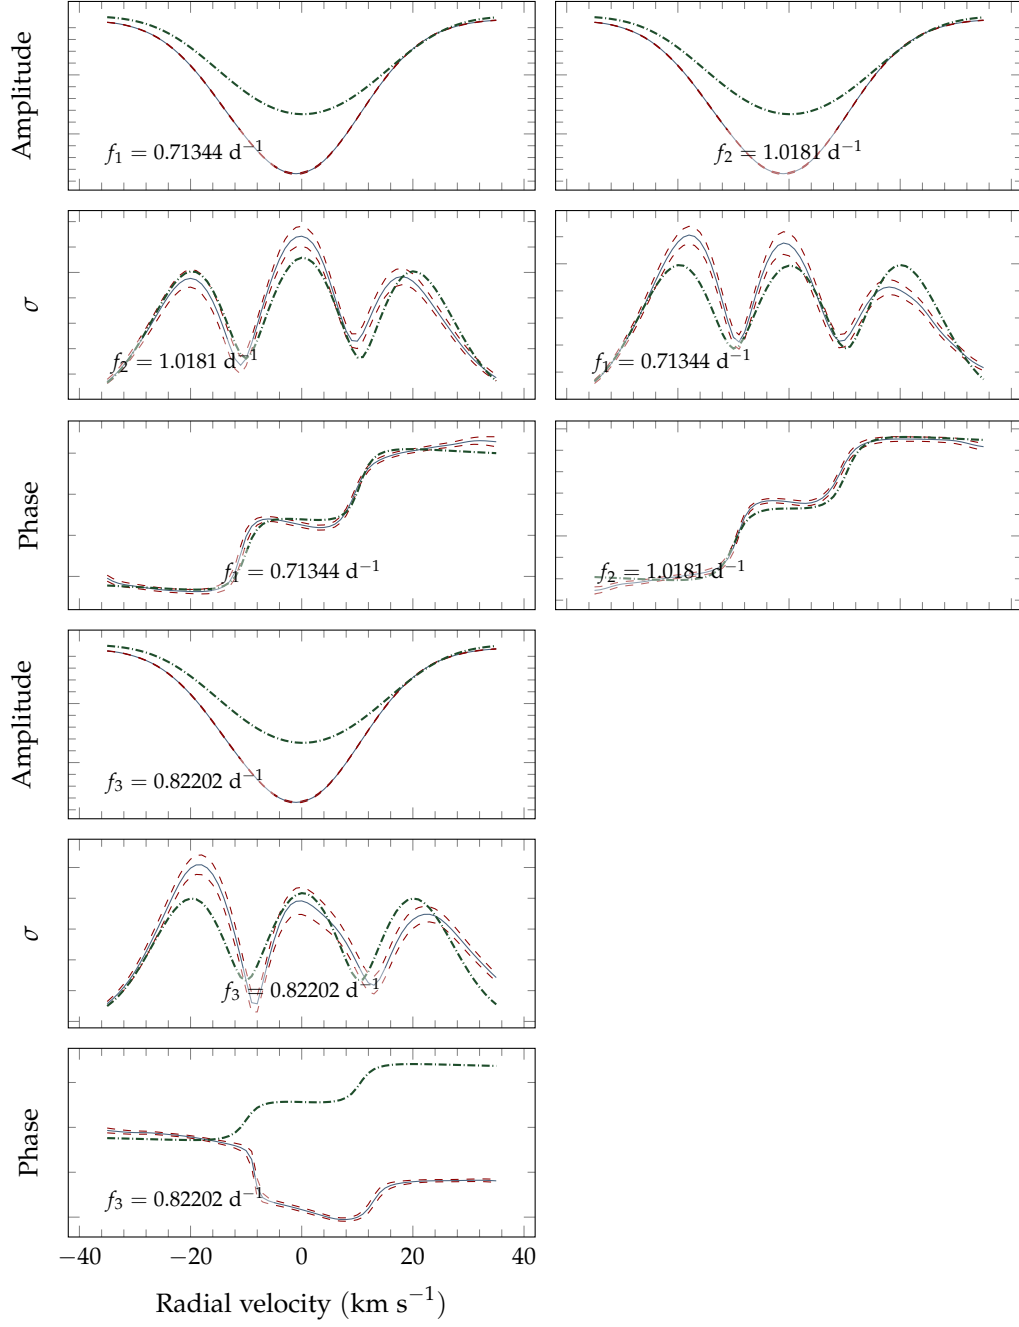 Amplitude
f₁ = 0.71344 d⁻¹
f₂ = 1.0181 d⁻¹
σ
f₂ = 1.0181 d⁻¹
f₁ = 0.71344 d⁻¹
Phase
f₁ = 0.71344 d⁻¹
f₂ = 1.0181 d⁻¹
Amplitude
f₃ = 0.82202 d⁻¹
σ
f₃ = 0.82202 d⁻¹
Phase
f₃ = 0.82202 d⁻¹
−40 −20 0 20 40
Radial velocity (km s⁻¹)